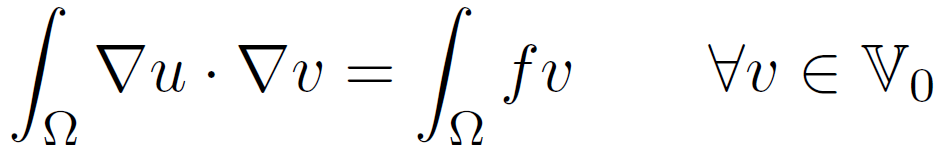 ∫_Ω ∇u · ∇v = ∫_Ω fv ∀v ∈ 𝕍₀